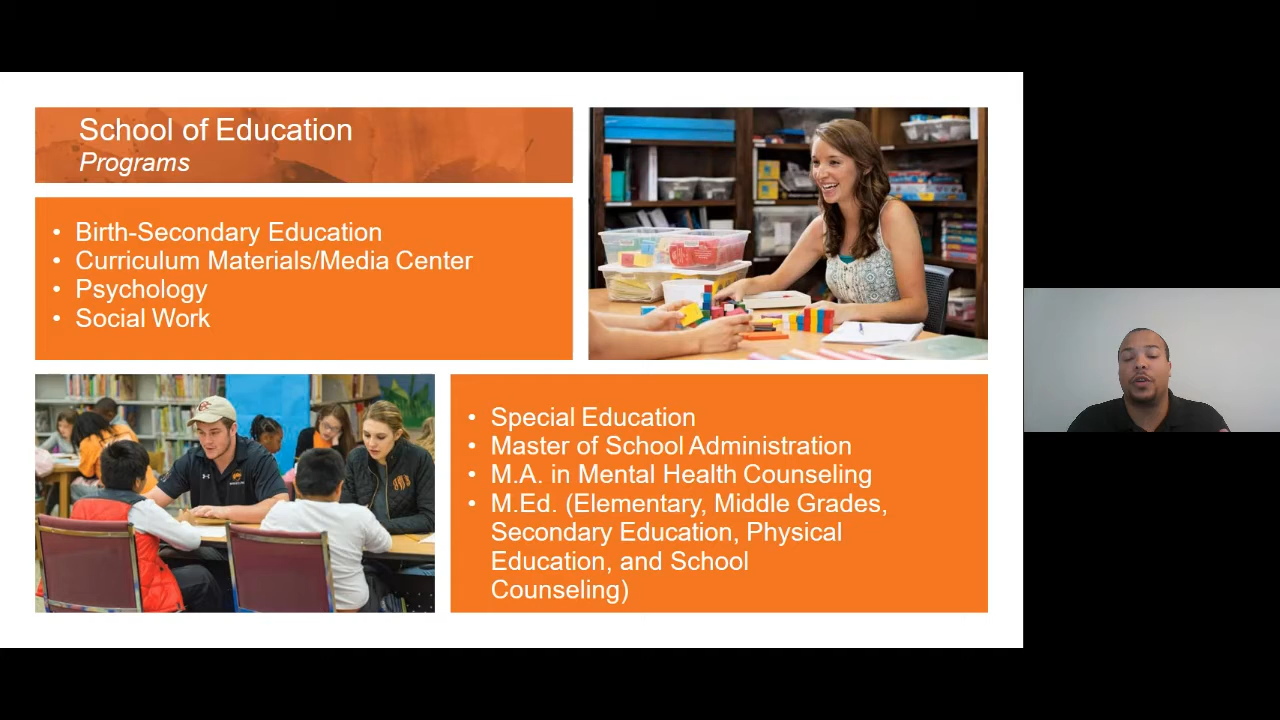 School of Education
Programs
• Birth-Secondary Education
• Curriculum Materials/Media Center
• Psychology
• Social Work
• Special Education
• Master of School Administration
• M.A. in Mental Health Counseling
• M.Ed. (Elementary, Middle Grades,
Secondary Education, Physical
Education, and School
Counseling)